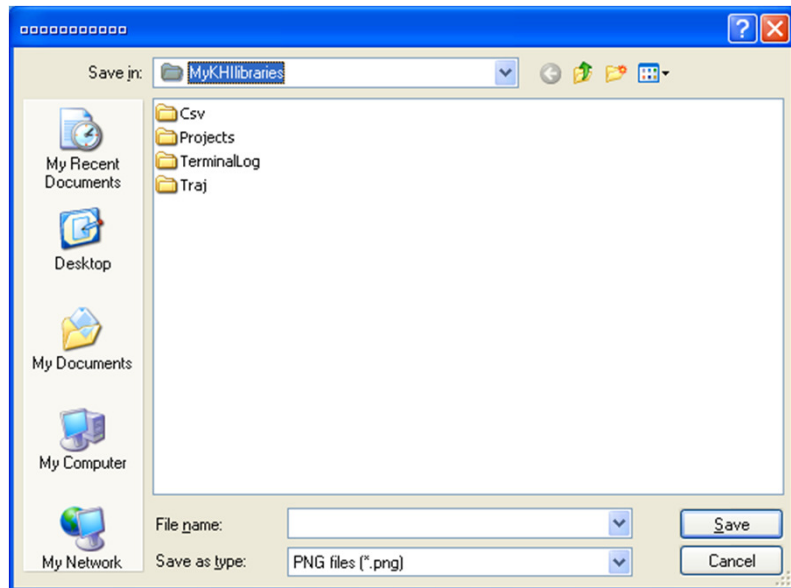 Save in:
MyKHIlibraries
Csv
Projects
TerminalLog
Traj
My Recent
Documents
Desktop
My Documents
My Computer
My Network
File name:
Save
Save as type:
PNG files (*.png)
Cancel